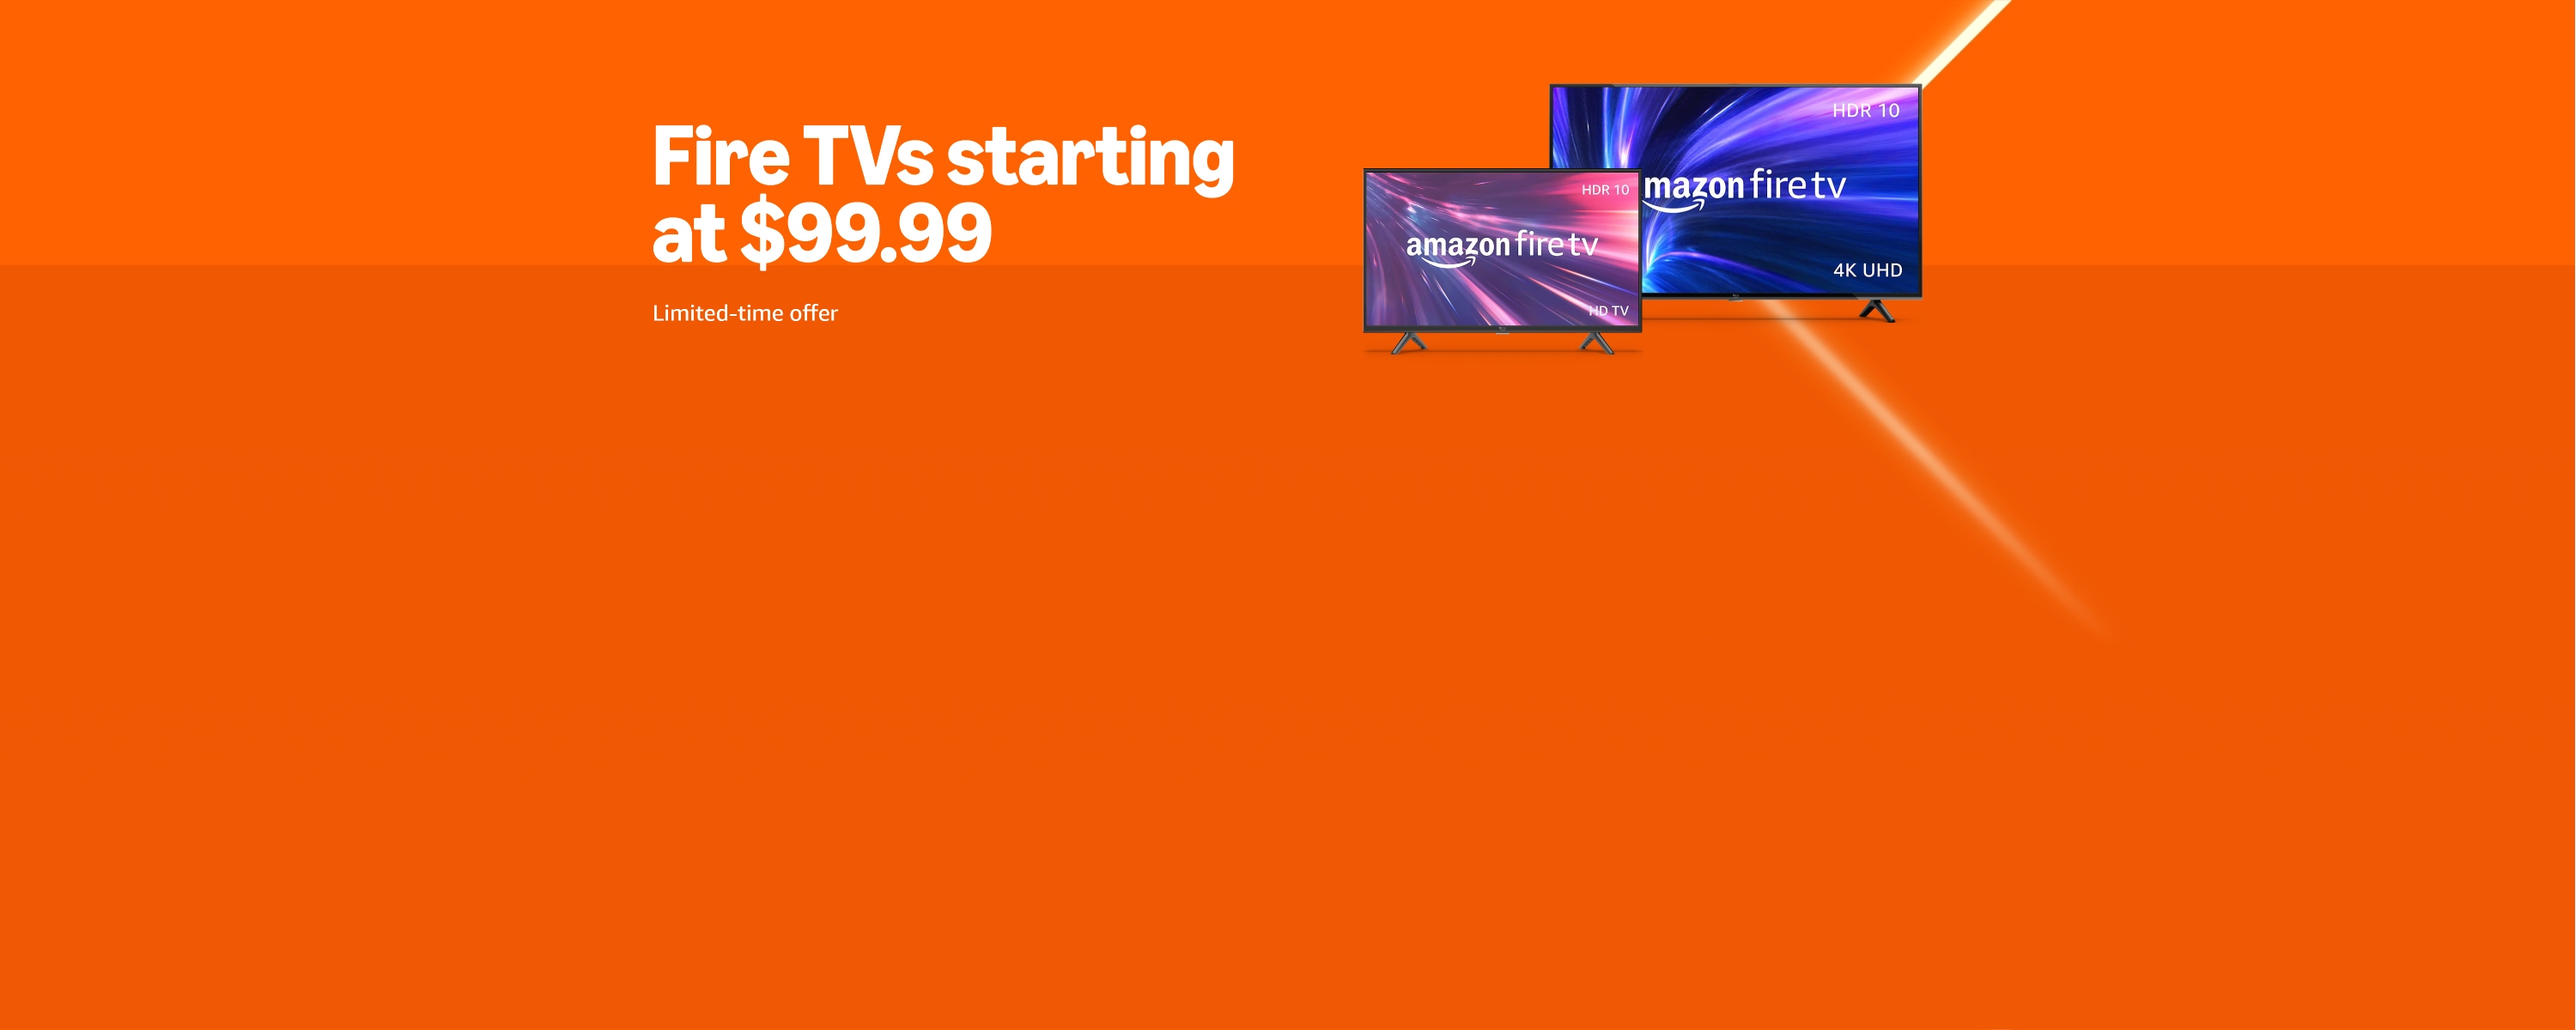 Fire TVs starting
at $99.99
Limited-time offer
HDR 10
amazon fire tv
HD TV
HDR 10
mazon fire tv
4K UHD